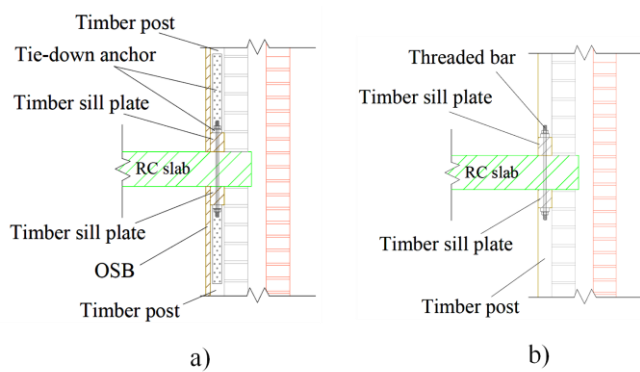 Timber post
Tie-down anchor
Timber sill plate
RC slab
Timber sill plate
OSB
Timber post
a)
Threaded bar
Timber sill plate
RC slab
Timber sill plate
Timber post
b)